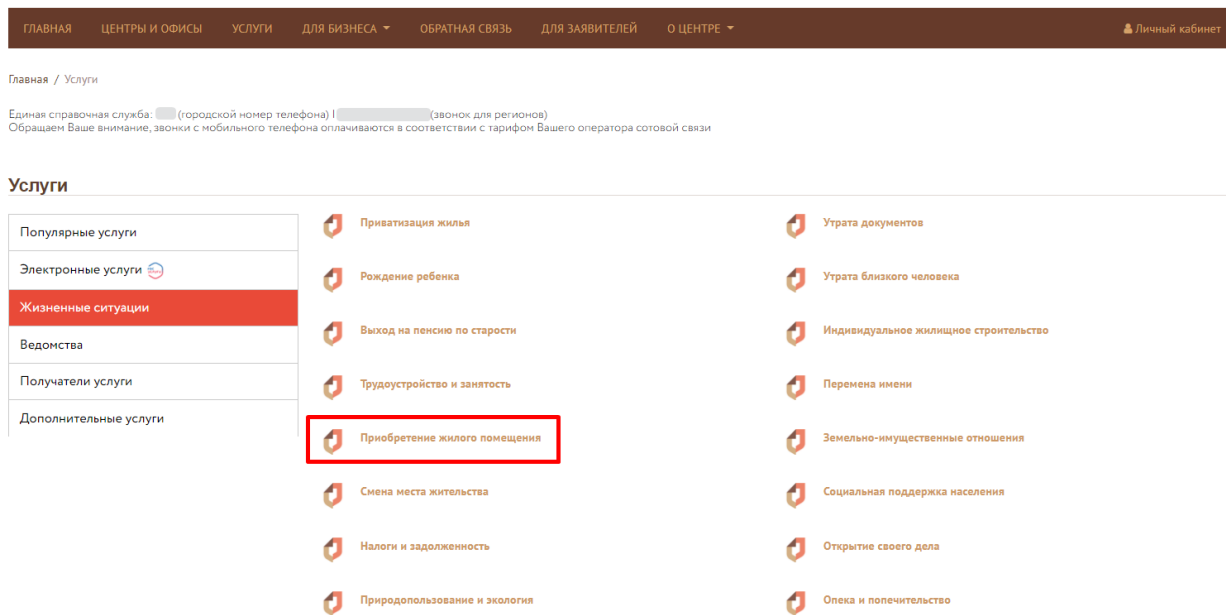 ГЛАВНАЯ ЦЕНТРЫ И ОФИСЫ УСЛУГИ ДЛЯ БИЗНЕСА ОБРАТНАЯ СВЯЗЬ ДЛЯ ЗАЯВИТЕЛЕЙ О ЦЕНТРЕ Личный кабинет
Главная / Услуги
Единая справочная служба: (городской номер телефона) | (звонок для регионов)
Обращаем Ваше внимание, звонки с мобильного телефона оплачиваются в соответствии с тарифом Вашего оператора сотовой связи
Услуги
Популярные услуги
Электронные услуги
Жизненные ситуации
Ведомства
Получатели услуги
Дополнительные услуги
Приватизация жилья
Рождение ребенка
Выход на пенсию по старости
Трудоустройство и занятость
Приобретение жилого помещения
Смена места жительства
Налоги и задолженность
Природопользование и экология
Утрата документов
Утрата близкого человека
Индивидуальное жилищное строительство
Перемена имени
Земельно-имущественные отношения
Социальная поддержка населения
Открытие своего дела
Опека и попечительство